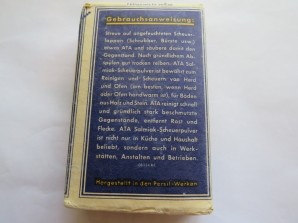 Gebrauchsanweisung:
Streue auf angefeuchteten Scheuer-
lappen (Schrubber, Bürste usw.)
etwas ATA und scheure damit den
Gegenstand. Nach gründlichem Ab-
spülen gut trocken reiben. ATA Sal-
miak-Scheuerpulver ist bewährt zum
Reinigen und Scheuern von Herd
und Ofen (am besten, wenn Herd
oder Ofen handwarm ist), für Böden
aus Holz und Stein. ATA reinigt schnell
und gründlich stark beschmutzte
Gegenstände, entfernt Rost und
Flecke. ATA Salmiak-Scheuerpulver
ist nicht nur in Küche und Haushalt
beliebt, sondern auch in Werk-
stätten, Anstalten und Betrieben.
Hergestellt in den Persil-Werken